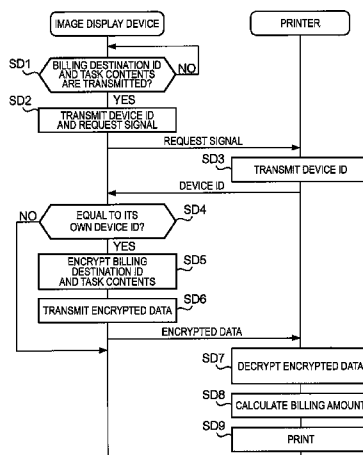 IMAGE DISPLAY DEVICE
PRINTER
SD1
BILLING DESTINATION ID
AND TASK CONTENTS
ARE TRANSMITTED?
NO
YES
SD2
TRANSMIT DEVICE ID
AND REQUEST SIGNAL
REQUEST SIGNAL
SD3
TRANSMIT DEVICE ID
DEVICE ID
NO
EQUAL TO ITS
OWN DEVICE ID?
SD4
YES
ENCRYPT BILLING
DESTINATION ID
AND TASK CONTENTS
SD5
SD6
TRANSMIT ENCRYPTED DATA
ENCRYPTED DATA
SD7
DECRYPT ENCRYPTED DATA
SD8
CALCULATE BILLING AMOUNT
SD9
PRINT